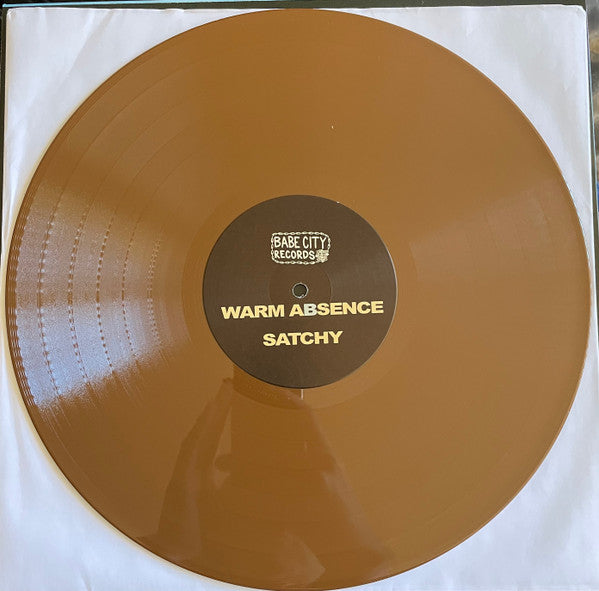 BABE CITY
RECORDS
WARM ABSENCE
SATCHY